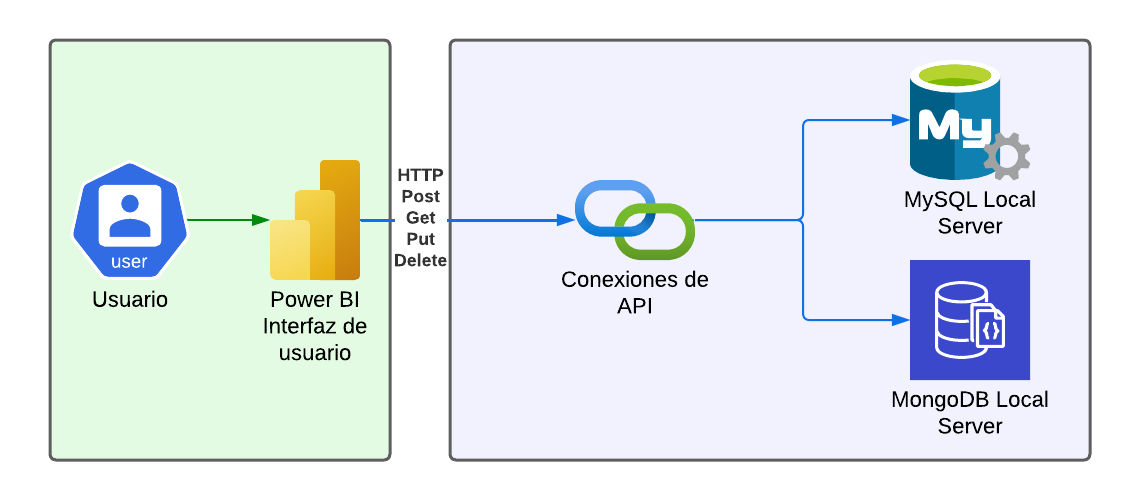 user
Usuario
Power BI
Interfaz de
usuario
HTTP
Post
Get
Put
Delete
Conexiones de
API
My
MySQL Local
Server
MongoDB Local
Server